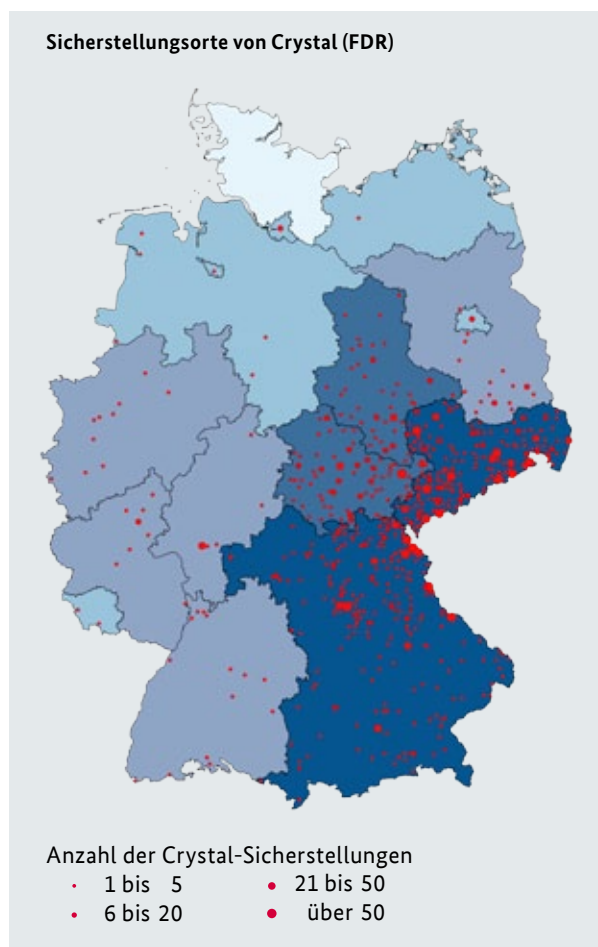 Sicherstellungsorte von Crystal (FDR)
Anzahl der Crystal-Sicherstellungen
1 bis 5
21 bis 50
6 bis 20
über 50